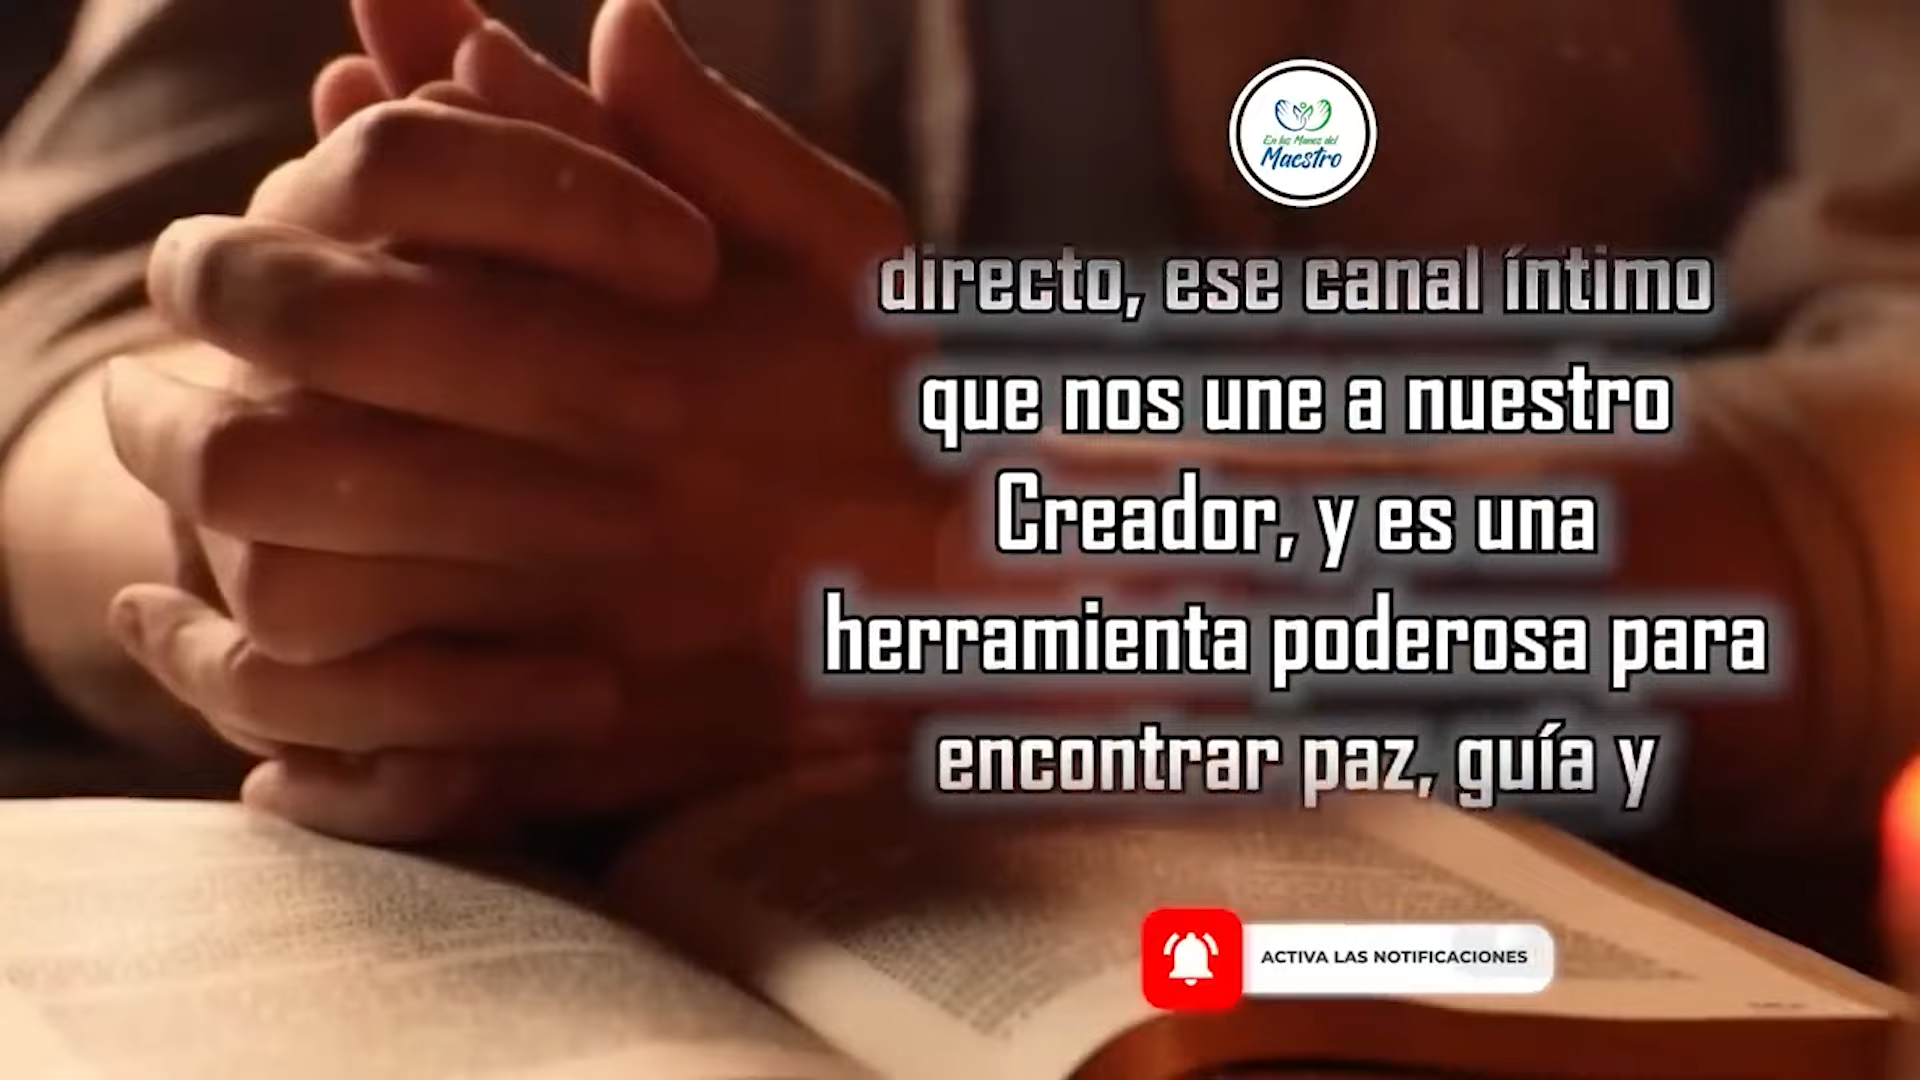 En las Manos del
Maestro
directo, ese canal íntimo
que nos une a nuestro
Creador, y es una
herramienta poderosa para
encontrar paz, guía y
ACTIVA LAS NOTIFICACIONES